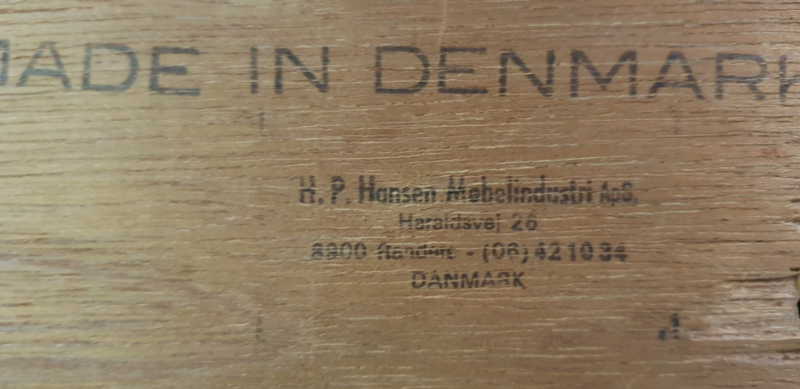 MADE IN DENMARK
H. P. Hansen Møbelindustri ApS.
Haraldsvej 26
8900 Randers - (06) 42 10 34
DANMARK